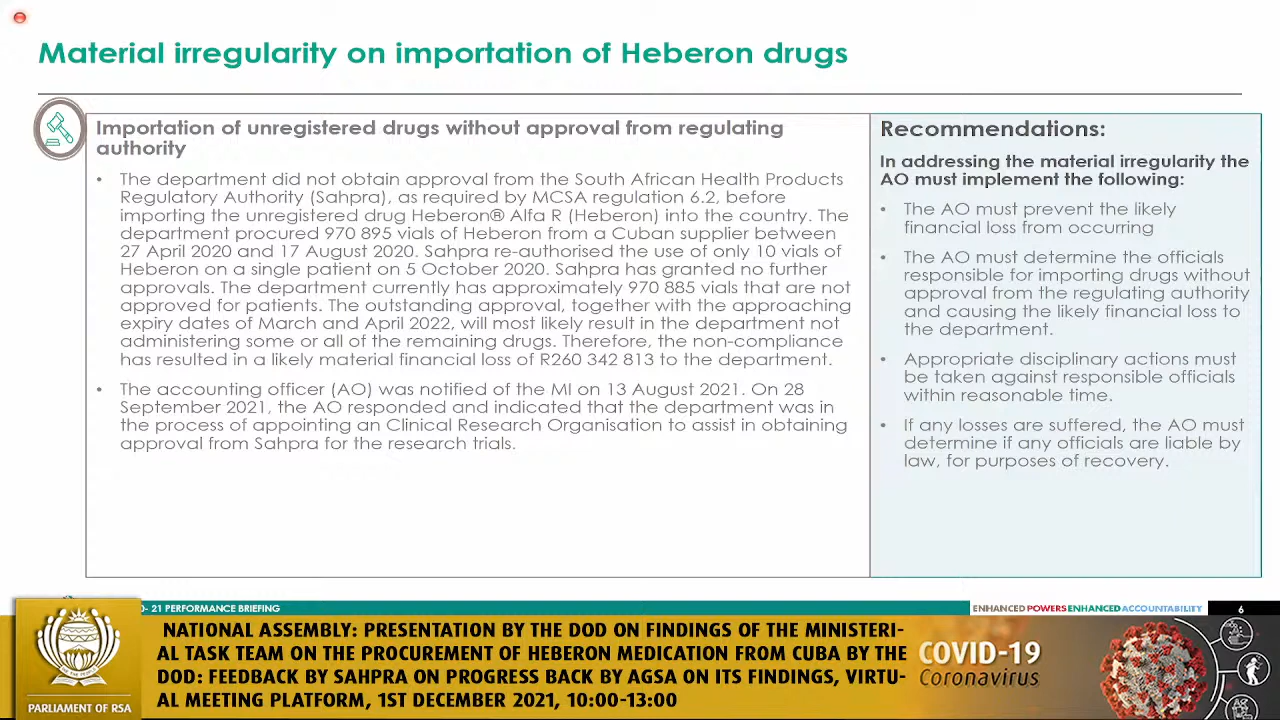 Material irregularity on importation of Heberon drugs
Importation of unregistered drugs without approval from regulating
authority
• The department did not obtain approval from the South African Health Products
Regulatory Authority (Sahpra), as required by MCSA regulation 6.2, before
importing the unregistered drug Heberon® Alfa R (Heberon) into the country. The
department procured 970 895 vials of Heberon from a Cuban supplier between
27 April 2020 and 17 August 2020. Sahpra re-authorised the use of only 10 vials of
Heberon on a single patient on 5 October 2020. Sahpra has granted no further
approvals. The department currently has approximately 970 885 vials that are not
approved for patients. The outstanding approval, together with the approaching
expiry dates of March and April 2022, will most likely result in the department not
administering some or all of the remaining drugs. Therefore, the non-compliance
has resulted in a likely material financial loss of R260 342 813 to the department.
• The accounting officer (AO) was notified of the MI on 13 August 2021. On 28
September 2021, the AO responded and indicated that the department was in
the process of appointing an Clinical Research Organisation to assist in obtaining
approval from Sahpra for the research trials.
Recommendations:
In addressing the material irregularity the
AO must implement the following:
• The AO must prevent the likely
financial loss from occurring
• The AO must determine the officials
responsible for importing drugs without
approval from the regulating authority
and causing the likely financial loss to
the department.
• Appropriate disciplinary actions must
be taken against responsible officials
within reasonable time.
• If any losses are suffered, the AO must
determine if any officials are liable by
law, for purposes of recovery.
- 21 PERFORMANCE BRIEFING
ENHANCED POWERS ENHANCED ACCOUNTABILITY
6
NATIONAL ASSEMBLY: PRESENTATION BY THE DOD ON FINDINGS OF THE MINISTERI-
AL TASK TEAM ON THE PROCUREMENT OF HEBERON MEDICATION FROM CUBA BY THE
DOD: FEEDBACK BY SAHPRA ON PROGRESS BACK BY AGSA ON ITS FINDINGS, VIRTU-
AL MEETING PLATFORM, 1ST DECEMBER 2021, 10:00-13:00
PARLIAMENT OF RSA
COVID-19
Coronavirus